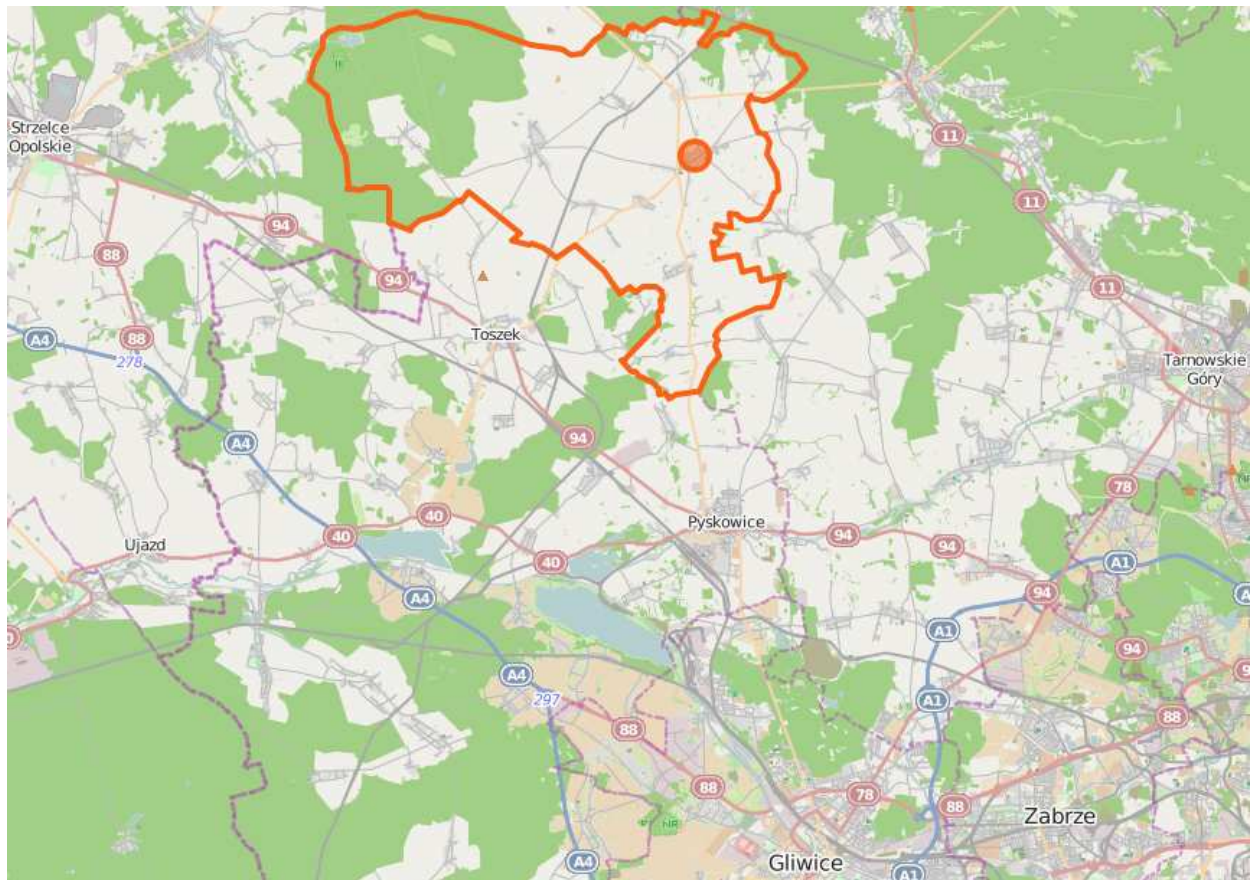 11
Strzelce
Opolskie
11
94
88
94
11
88
A4
278
Toszek
Tarnowskie
Góry
94
A4
78
40
Pyskowice
40
Ujazd
94
94
A1
40
A4
94
A1
94
A4
297
A1
88
88
88
78
88
Zabrze
Gliwice
A4
A1